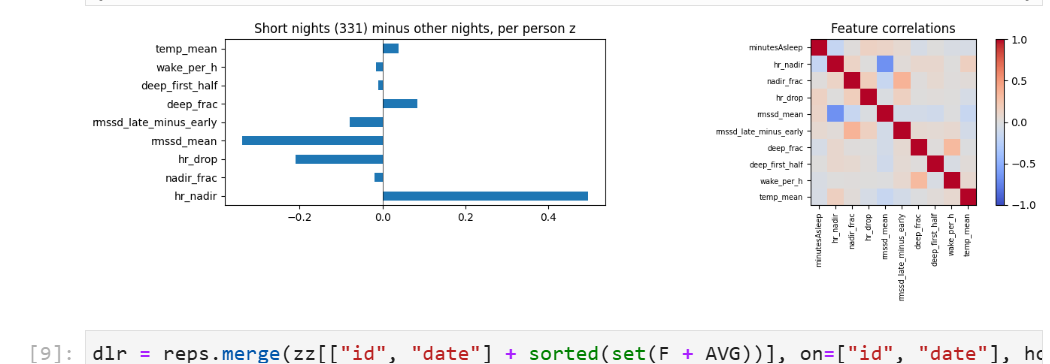 Short nights (331) minus other nights, per person z
temp_mean
wake_per_h
deep_first_half
deep_frac
rmssd_late_minus_early
rmssd_mean
hr_drop
nadir_frac
hr_nadir
−0.2 0.0 0.2 0.4
Feature correlations
minutesAsleep
hr_nadir
nadir_frac
hr_drop
rmssd_mean
rmssd_late_minus_early
deep_frac
deep_first_half
wake_per_h
temp_mean
minutesAsleep
hr_nadir
nadir_frac
hr_drop
rmssd_mean
rmssd_late_minus_early
deep_frac
deep_first_half
wake_per_h
temp_mean
1.0
0.5
0.0
−0.5
−1.0
[9]: dlr = reps.merge(zz[["id", "date"] + sorted(set(F + AVG))], on=["id", "date"],